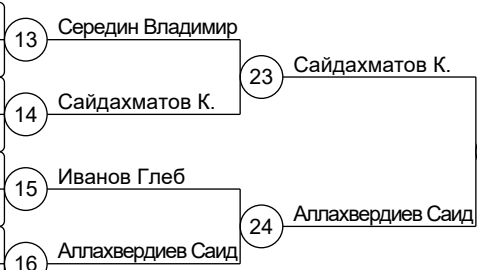 13 Середин Владимир
23 Сайдахматов К.
14 Сайдахматов К.
15 Иванов Глеб
24 Аллахвердиев Саид
16 Аллахвердиев Саид